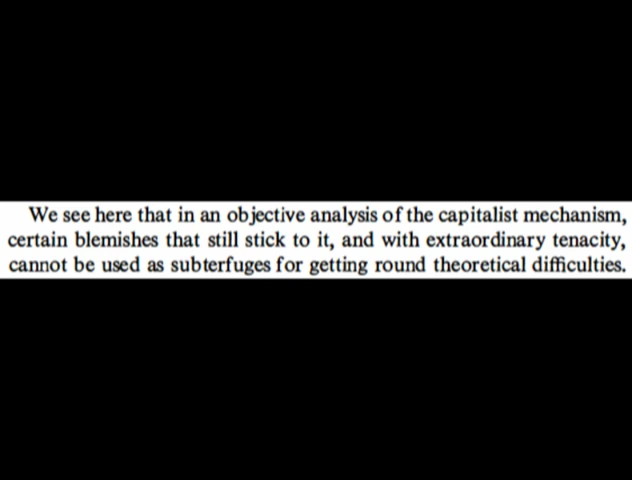 We see here that in an objective analysis of the capitalist mechanism,
certain blemishes that still stick to it, and with extraordinary tenacity,
cannot be used as subterfuges for getting round theoretical difficulties.